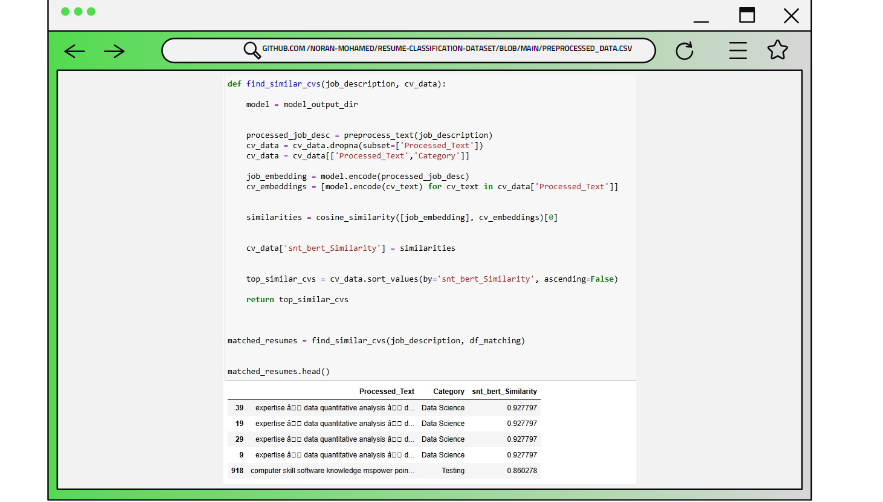 GITHUB.COM /NORAN-MOHAMED/RESUME-CLASSIFICATION-DATASET/BLOB/MAIN/PREPROCESSED_DATA.CSV
def find_similar_cvs(job_description, cv_data):
model = model_output_dir
processed_job_desc = preprocess_text(job_description)
cv_data = cv_data.dropna(subset=['Processed_Text'])
cv_data = cv_data[['Processed_Text','Category']]
job_embedding = model.encode(processed_job_desc)
cv_embeddings = [model.encode(cv_text) for cv_text in cv_data['Processed_Text']]
similarities = cosine_similarity([job_embedding], cv_embeddings)[0]
cv_data['snt_bert_Similarity'] = similarities
top_similar_cvs = cv_data.sort_values(by='snt_bert_Similarity', ascending=False)
return top_similar_cvs
matched_resumes = find_similar_cvs(job_description, df_matching)
matched_resumes.head()
Processed_Text Category snt_bert_Similarity
39 expertise â□□ data quantitative analysis â□□ d... Data Science 0.927797
19 expertise â□□ data quantitative analysis â□□ d... Data Science 0.927797
29 expertise â□□ data quantitative analysis â□□ d... Data Science 0.927797
9 expertise â□□ data quantitative analysis â□□ d... Data Science 0.927797
918 computer skill software knowledge mspower poin... Testing 0.860278